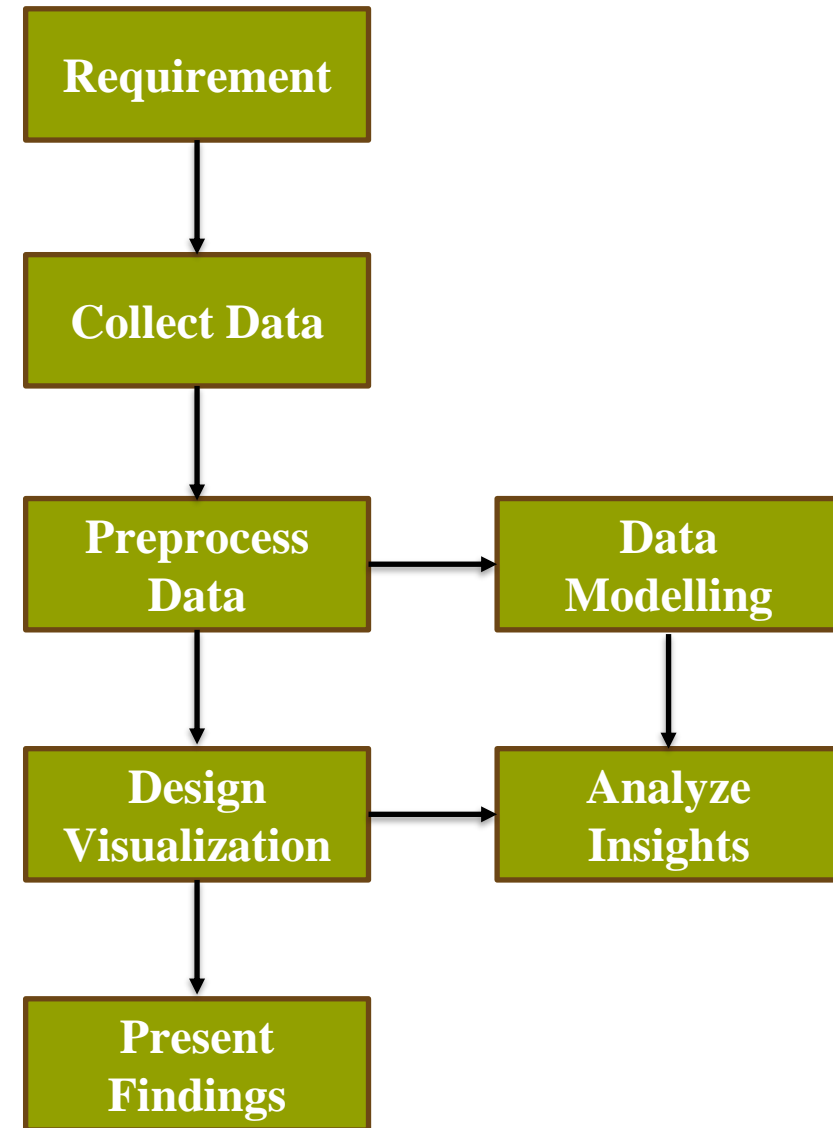 Requirement
Collect Data
Preprocess
Data
Data
Modelling
Design
Visualization
Analyze
Insights
Present
Findings